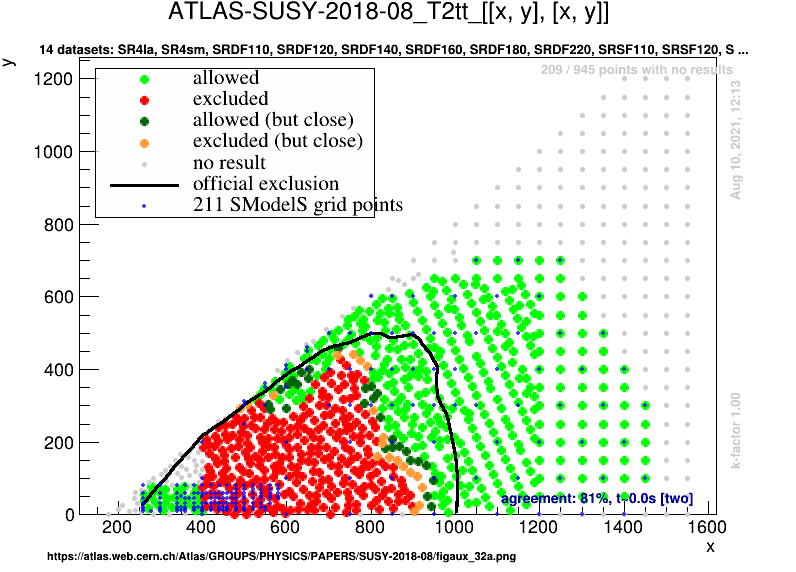 ATLAS-SUSY-2018-08_T2tt_[[x, y], [x, y]]
14 datasets: SR4la, SR4sm, SRDF110, SRDF120, SRDF140, SRDF160, SRDF180, SRDF220, SRSF110, SRSF120, S ...
y
209 / 945 points with no results
allowed
excluded
allowed (but close)
excluded (but close)
no result
official exclusion
211 SModelS grid points
Aug 10, 2021, 12:13
k-factor 1.00
1200
1000
800
600
400
200
0
agreement: 81%, t~0.0s [two]
200 400 600 800 1000 1200 1400 1600
x
https://atlas.web.cern.ch/Atlas/GROUPS/PHYSICS/PAPERS/SUSY-2018-08/figaux_32a.png